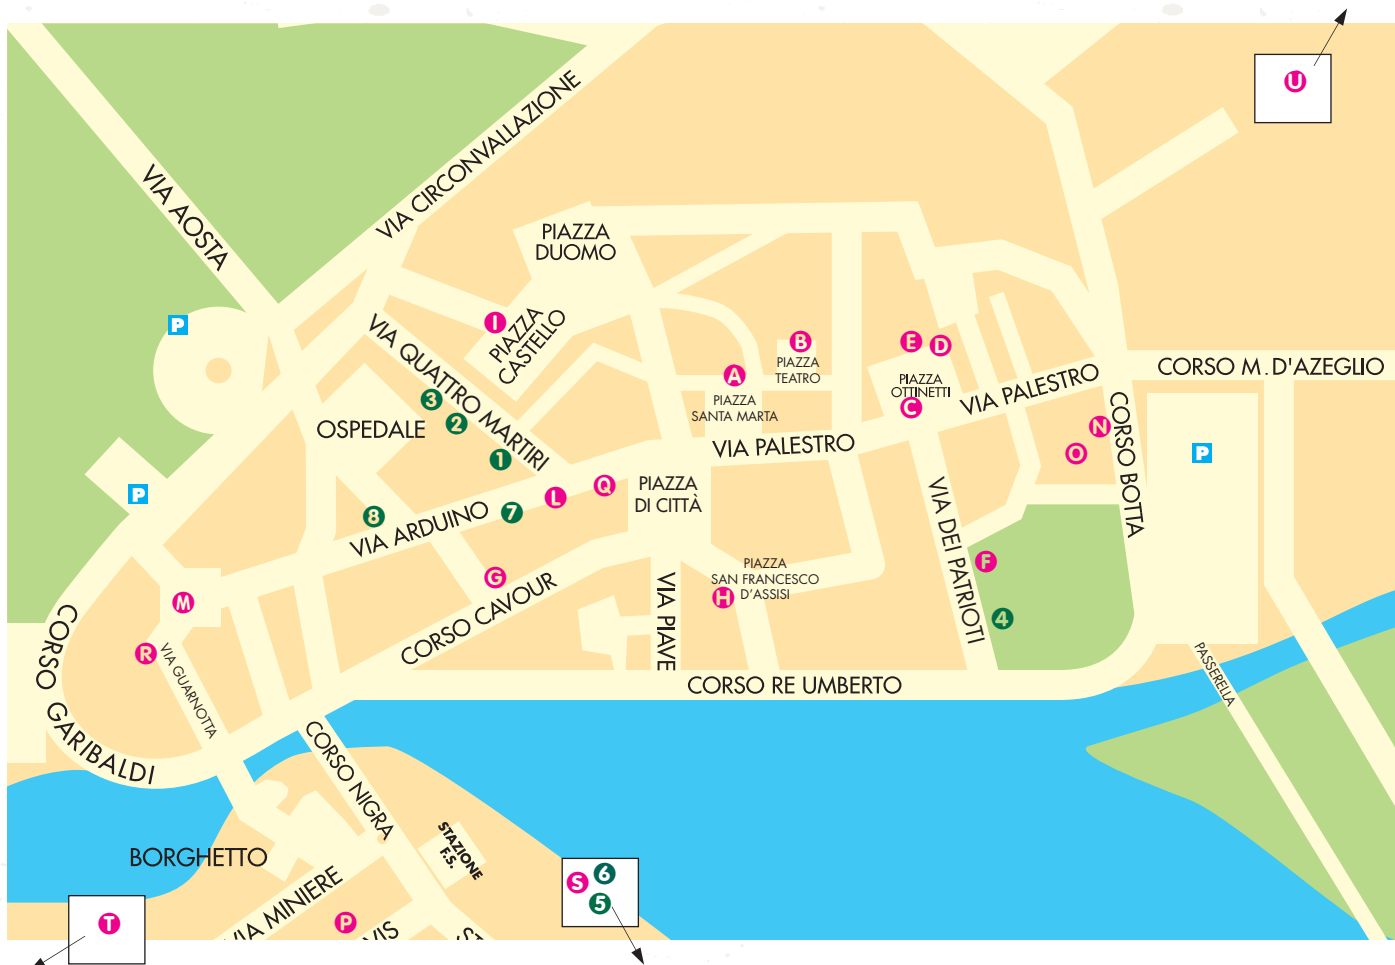 U
VIA CIRCONVALLAZIONE
VIA AOSTA
PIAZZA
DUOMO
P
I
PIAZZA
CASTELLO
VIA QUATTRO MARTIRI
B
PIAZZA
TEATRO
E
D
A
PIAZZA
SANTA MARTA
PIAZZA
OTTINETTI
C
VIA PALESTRO
CORSO M. D'AZEGLIO
3
2
OSPEDALE
1
VIA PALESTRO
N
O
CORSO BOTTA
P
P
L
Q
PIAZZA
DI CITTÀ
8
7
VIA ARDUINO
VIA DEI PATRIOTI
F
4
G
M
PIAZZA
SAN FRANCESCO
D'ASSISI
H
VIA PIAVE
CORSO CAVOUR
R
VIA GUARNOTTA
CORSO GARIBALDI
CORSO RE UMBERTO
PASSERELLA
CORSO NIGRA
STAZIONE
F.S.
BORGHETTO
VIA MINIERE
P
VIS
ST
S
6
5
T